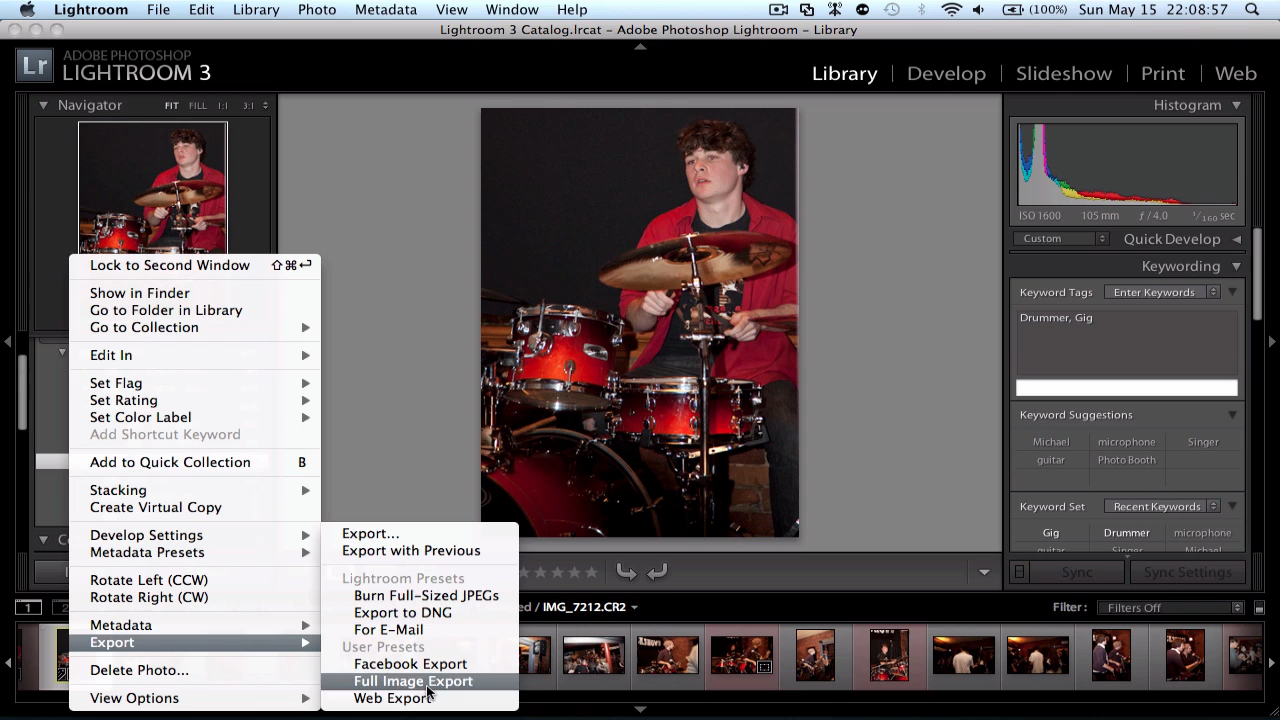 Lightroom File Edit Library Photo Metadata View Window Help (100%) Sun May 15 22:08:57
Lightroom 3 Catalog.lrcat – Adobe Photoshop Lightroom – Library
Lr ADOBE PHOTOSHOP
LIGHTROOM 3
Library | Develop | Slideshow | Print | Web
Navigator FIT FILL 1:1 3:1
Histogram
ISO 1600 105 mm ƒ / 4.0 1/160 sec
Custom Quick Develop
Keywording
Keyword Tags Enter Keywords
Drummer, Gig
Keyword Suggestions
Michael microphone Singer
guitar Photo Booth
Keyword Set Recent Keywords
Gig Drummer microphone
guitar Singer Michael
Sync Sync Settings
Lock to Second Window ⇧⌘↩
Show in Finder
Go to Folder in Library
Go to Collection
Edit In
Set Flag
Set Rating
Set Color Label
Add Shortcut Keyword
Add to Quick Collection B
Stacking
Create Virtual Copy
Develop Settings
Metadata Presets
Rotate Left (CCW)
Rotate Right (CW)
Metadata
Export
Delete Photo...
View Options
Export...
Export with Previous
Lightroom Presets
Burn Full-Sized JPEGs
Export to DNG
For E-Mail
User Presets
Facebook Export
Full Image Export
Web Export
1 2
/ IMG_7212.CR2
Filter : Filters Off